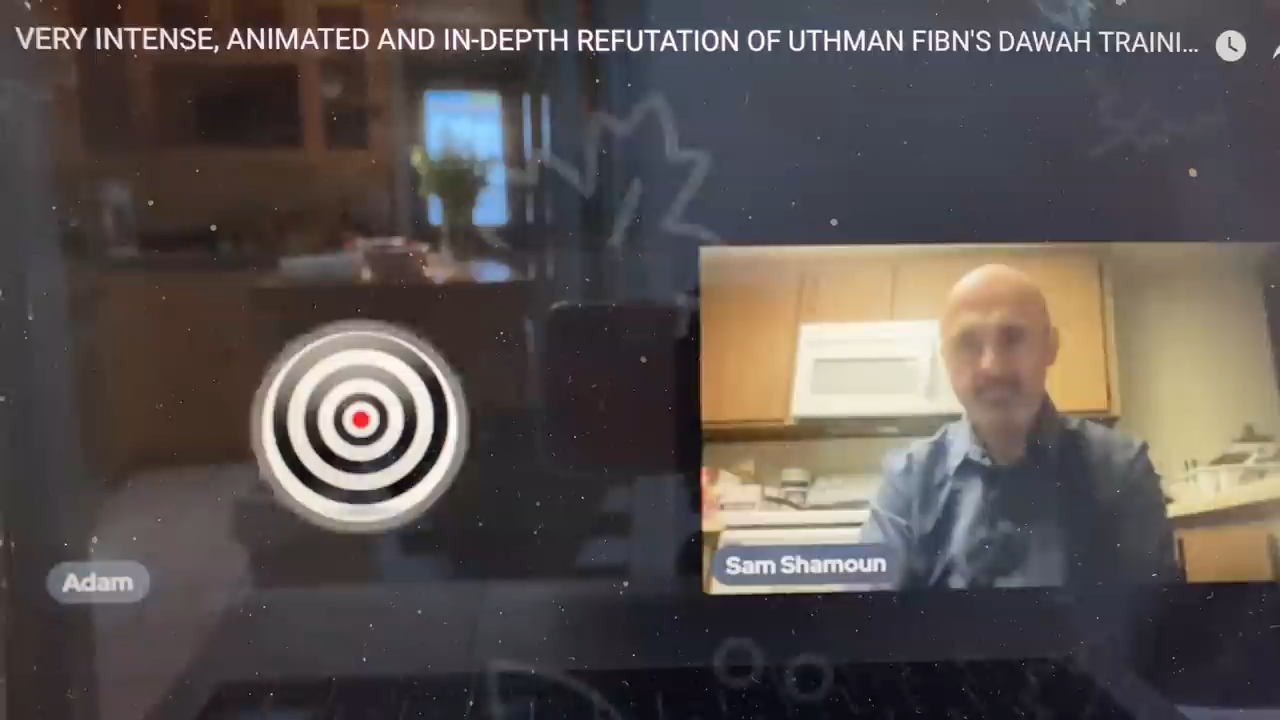 VERY INTENSE, ANIMATED AND IN-DEPTH REFUTATION OF UTHMAN FIBN'S DAWAH TRAINI...
Adam
Sam Shamoun